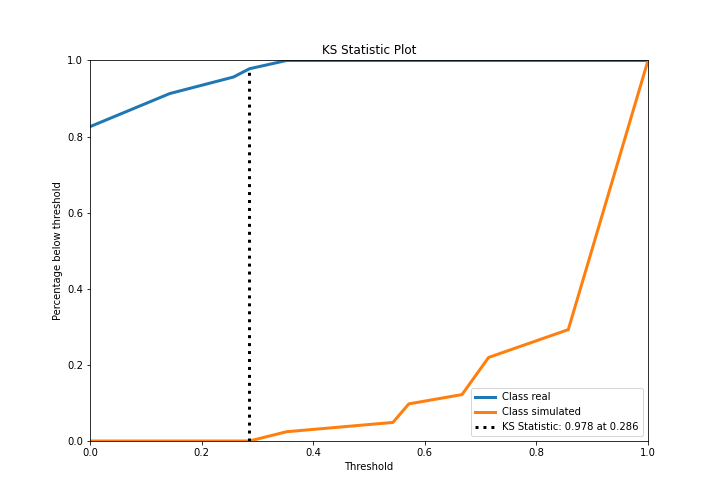 KS Statistic Plot
1.0
0.8
0.6
0.4
0.2
0.0
Percentage below threshold
0.0 0.2 0.4 0.6 0.8 1.0
Threshold
Class real
Class simulated
KS Statistic: 0.978 at 0.286